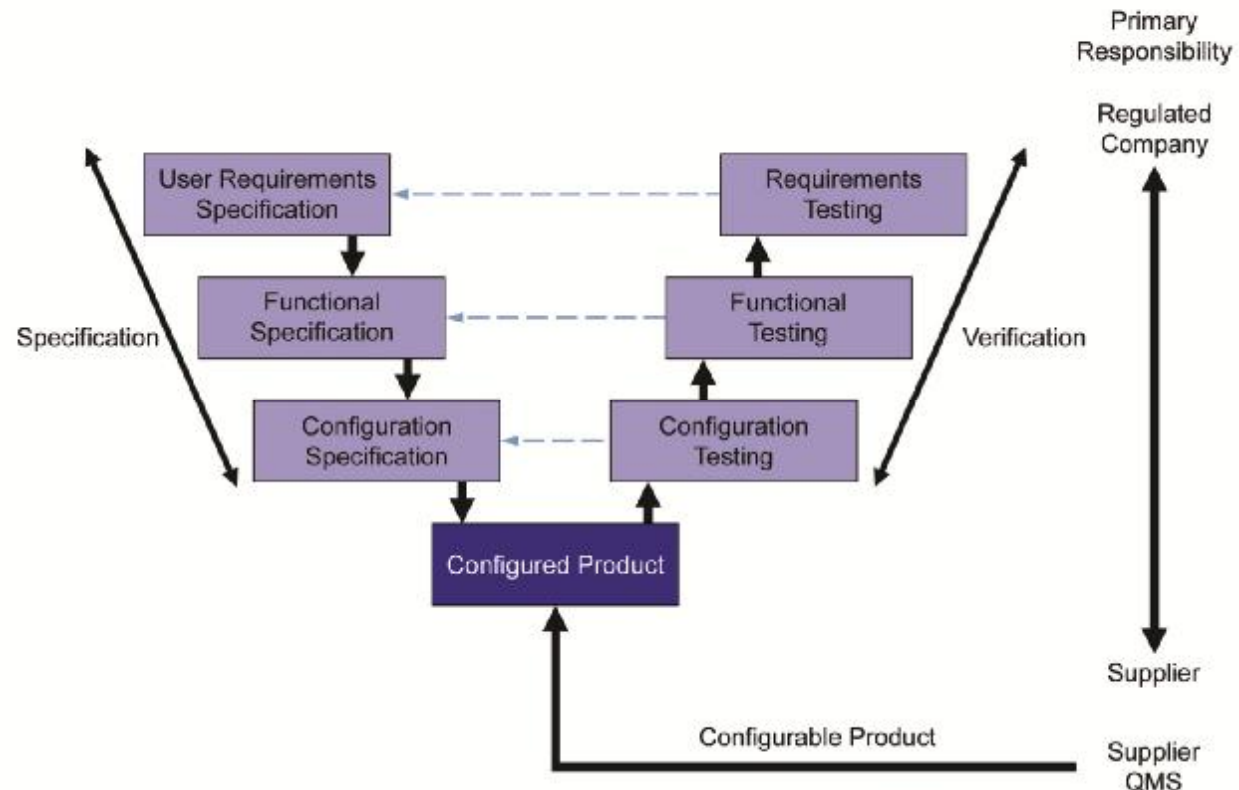 Primary
Responsibility
Regulated
Company
User Requirements
Specification
Requirements
Testing
Functional
Specification
Functional
Testing
Specification
Verification
Configuration
Specification
Configuration
Testing
Configured Product
Supplier
Configurable Product
Supplier
QMS